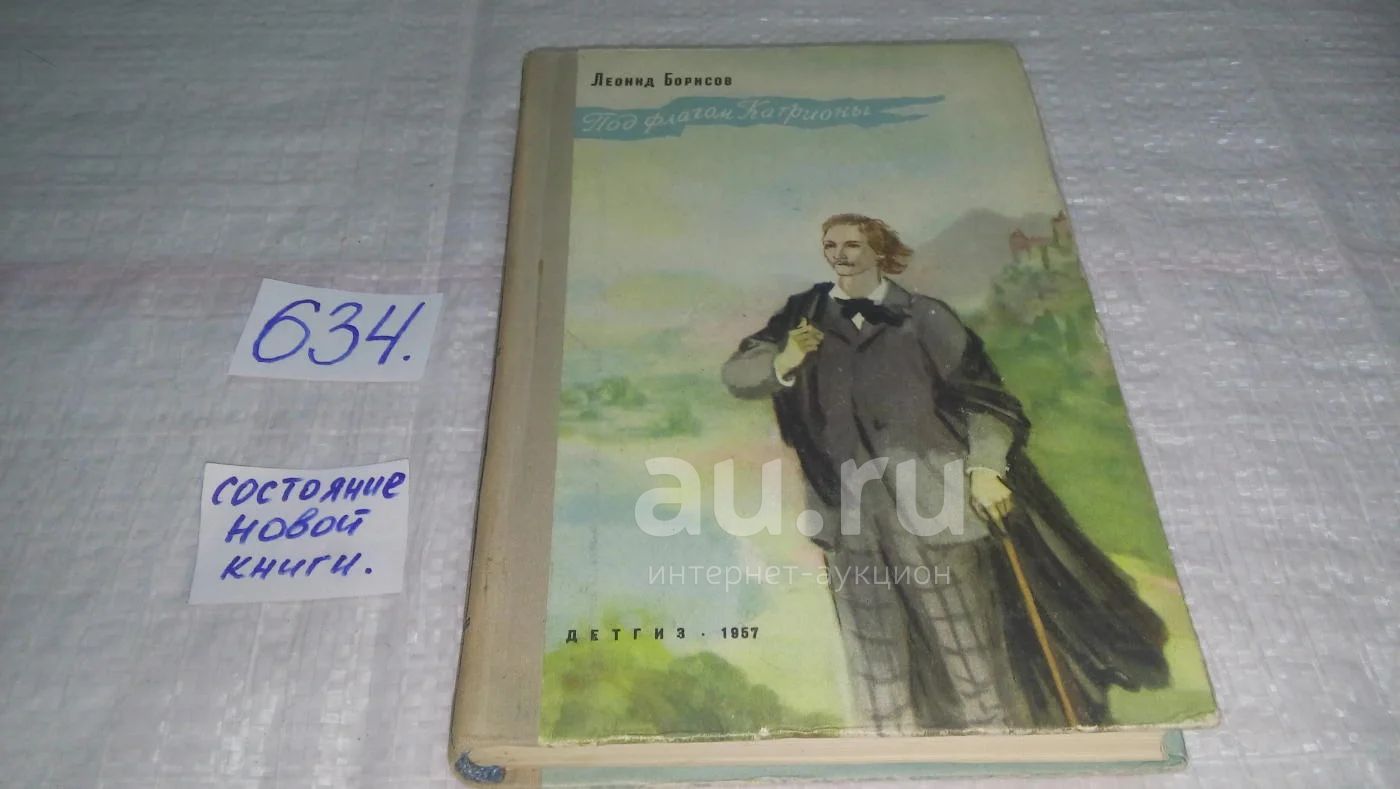 Леонид Борисов
Под флагом Катрионы
634.
состояние
новой
книги.
au.ru
интернет-аукцион
ДЕТГИЗ · 1957